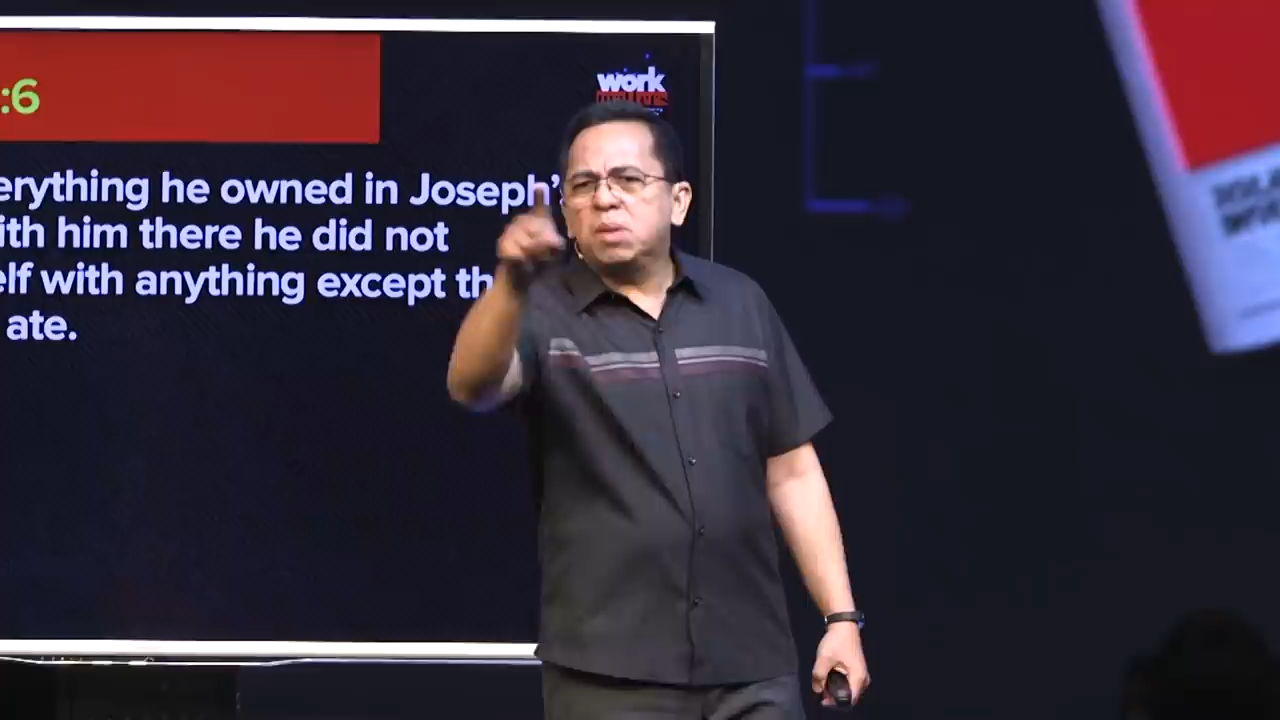 :6
work
erything he owned in Joseph'
ith him there he did not
elf with anything except th
ate.